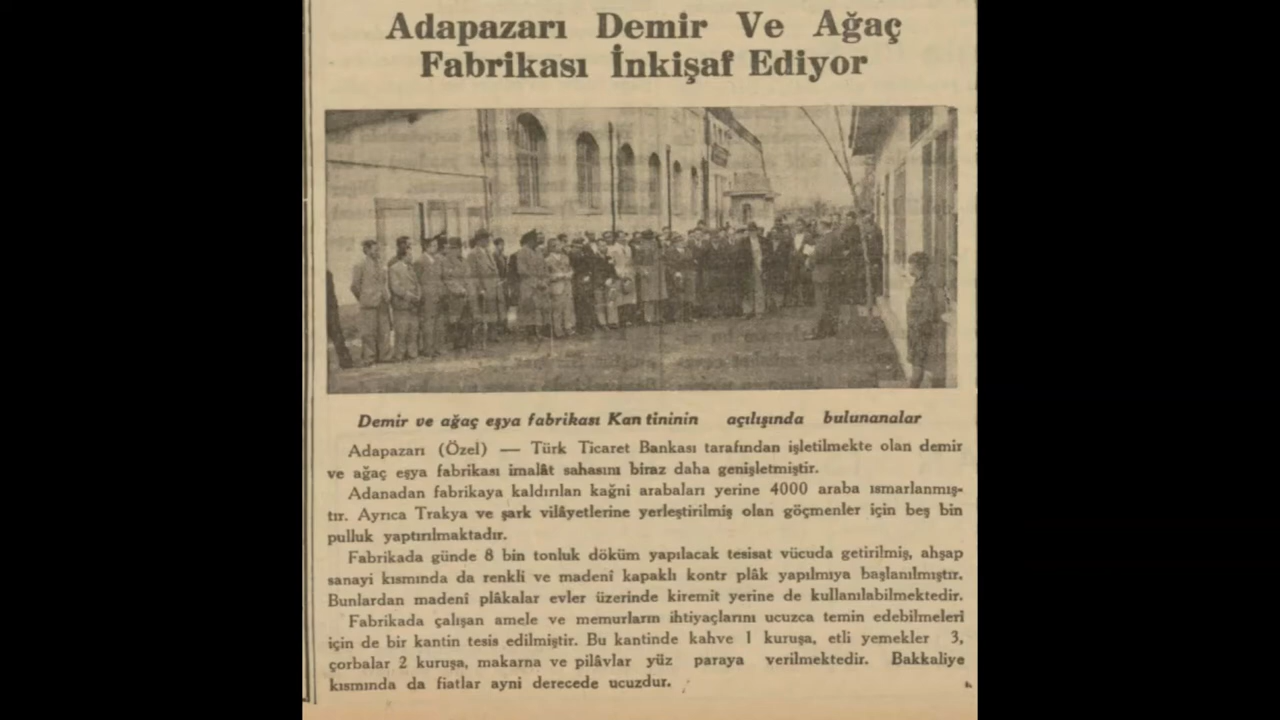 Adapazarı Demir Ve Ağaç
Fabrikası İnkişaf Ediyor
Demir ve ağaç eşya fabrikası Kan tininin açılışında bulunanalar
Adapazarı (Özel) — Türk Ticaret Bankası tarafından işletilmekte olan demir
ve ağaç eşya fabrikası imalât sahasını biraz daha genişletmiştir.
Adanadan fabrikaya kaldırılan kağni arabaları yerine 4000 araba ısmarlanmış-
tır. Ayrıca Trakya ve şark vilâyetlerine yerleştirilmiş olan göçmenler için beş bin
pulluk yaptırılmaktadır.
Fabrikada günde 8 bin tonluk döküm yapılacak tesisat vücuda getirilmiş, ahşap
sanayi kısmında da renkli ve madenî kapaklı kontr plâk yapılmıya başlanılmıştır.
Bunlardan madenî plâkalar evler üzerinde kiremit yerine de kullanılabilmektedir.
Fabrikada çalışan amele ve memurların ihtiyaçlarını ucuzca temin edebilmeleri
için de bir kantin tesis edilmiştir. Bu kantinde kahve 1 kuruşa, etli yemekler 3,
çorbalar 2 kuruşa, makarna ve pilâvlar yüz paraya verilmektedir. Bakkaliye
kısmında da fiatlar ayni derecede ucuzdur.